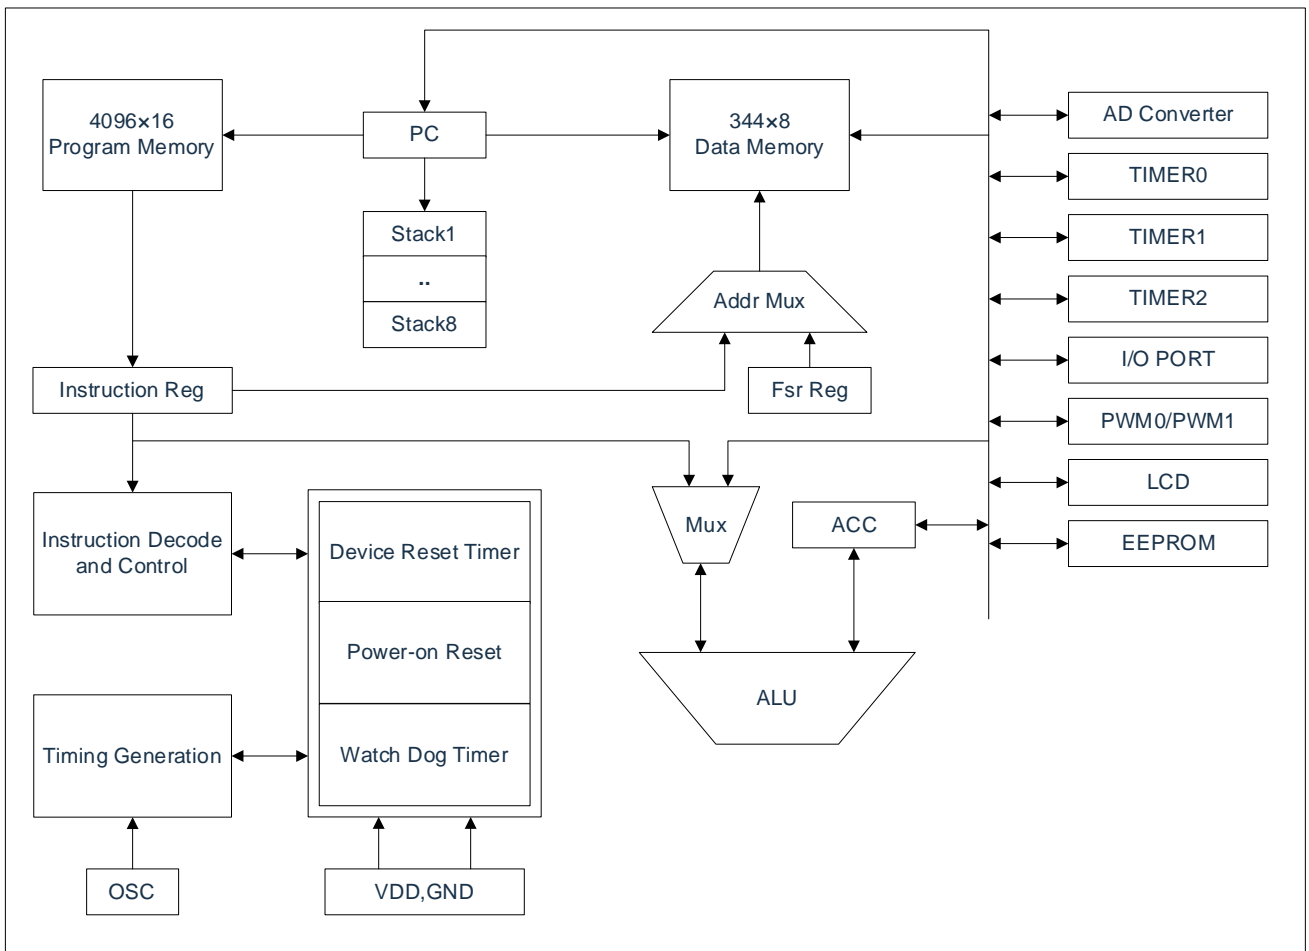 4096×16
Program Memory
PC
344×8
Data Memory
AD Converter
TIMER0
TIMER1
TIMER2
I/O PORT
PWM0/PWM1
LCD
EEPROM
Stack1
..
Stack8
Addr Mux
Instruction Reg
Fsr Reg
Mux
ACC
Instruction Decode
and Control
Device Reset Timer
Power-on Reset
Watch Dog Timer
ALU
Timing Generation
OSC
VDD,GND